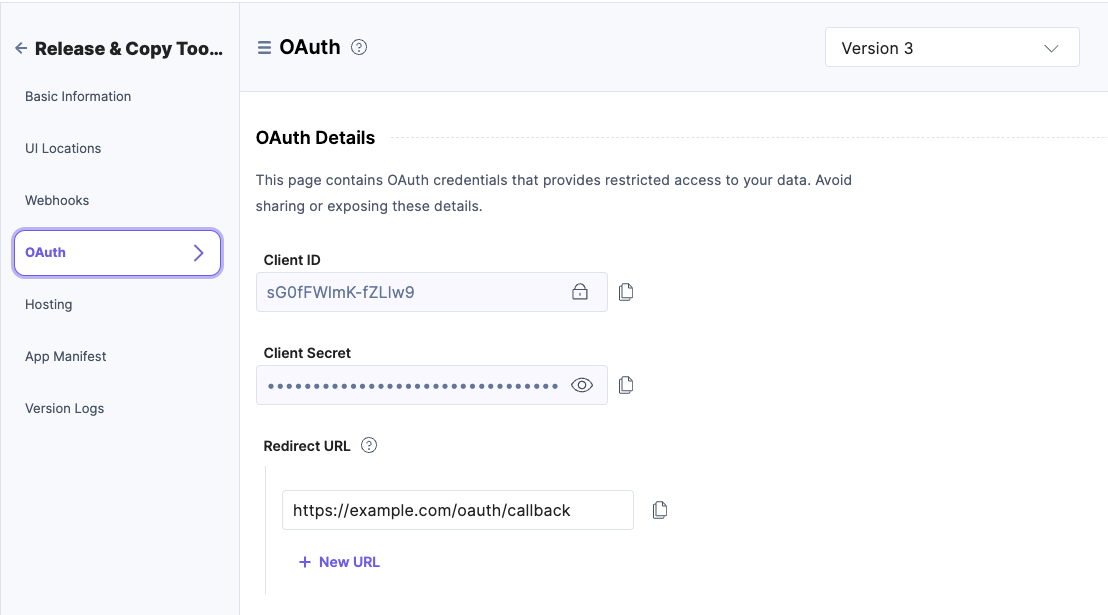 Release & Copy Too...
Basic Information
UI Locations
Webhooks
OAuth
Hosting
App Manifest
Version Logs
OAuth
Version 3
OAuth Details
This page contains OAuth credentials that provides restricted access to your data. Avoid
sharing or exposing these details.
Client ID
sG0fFWlmK-fZLlw9
Client Secret
••••••••••••••••••••••••••••••••
Redirect URL
https://example.com/oauth/callback
+ New URL